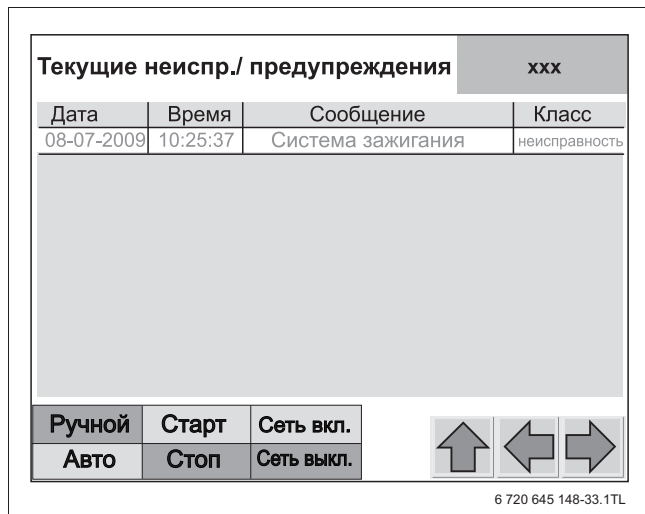 Текущие неиспр./ предупреждения xxx
Дата Время Сообщение Класс
08-07-2009 10:25:37 Система зажигания неисправность
Ручной Старт Сеть вкл.
Авто Стоп Сеть выкл.
6 720 645 148-33.1TL